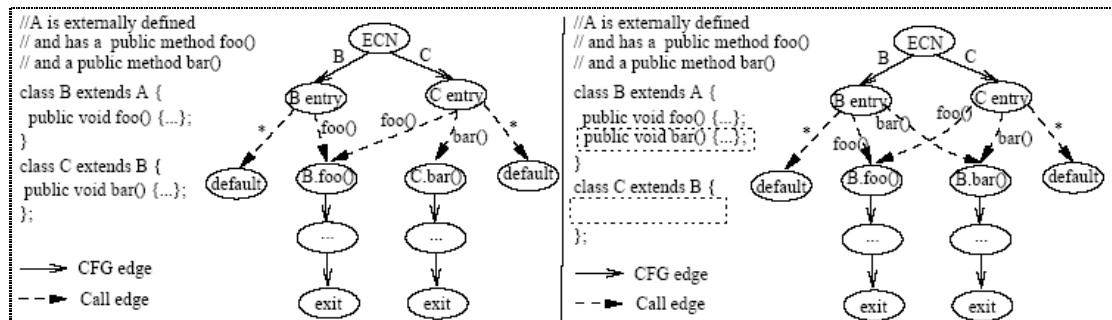 //A is externally defined
// and has a  public method foo()
// and a public method bar()
class B extends A {
public void foo() {...};
}
class C extends B {
public void bar() {...};
};
CFG edge
Call edge
ECN
B
C
B entry
C entry
*
foo()
foo()
bar()
*
default
B.foo()
C.bar()
default
...
...
exit
exit
//A is externally defined
// and has a  public method foo()
// and a public method bar()
class B extends A {
public void foo() {...};
public void bar() {...};
}
class C extends B {
};
CFG edge
Call edge
ECN
B
C
B entry
C entry
*
foo()
bar()
foo()
bar()
*
default
B.foo()
B.bar()
default
...
...
exit
exit